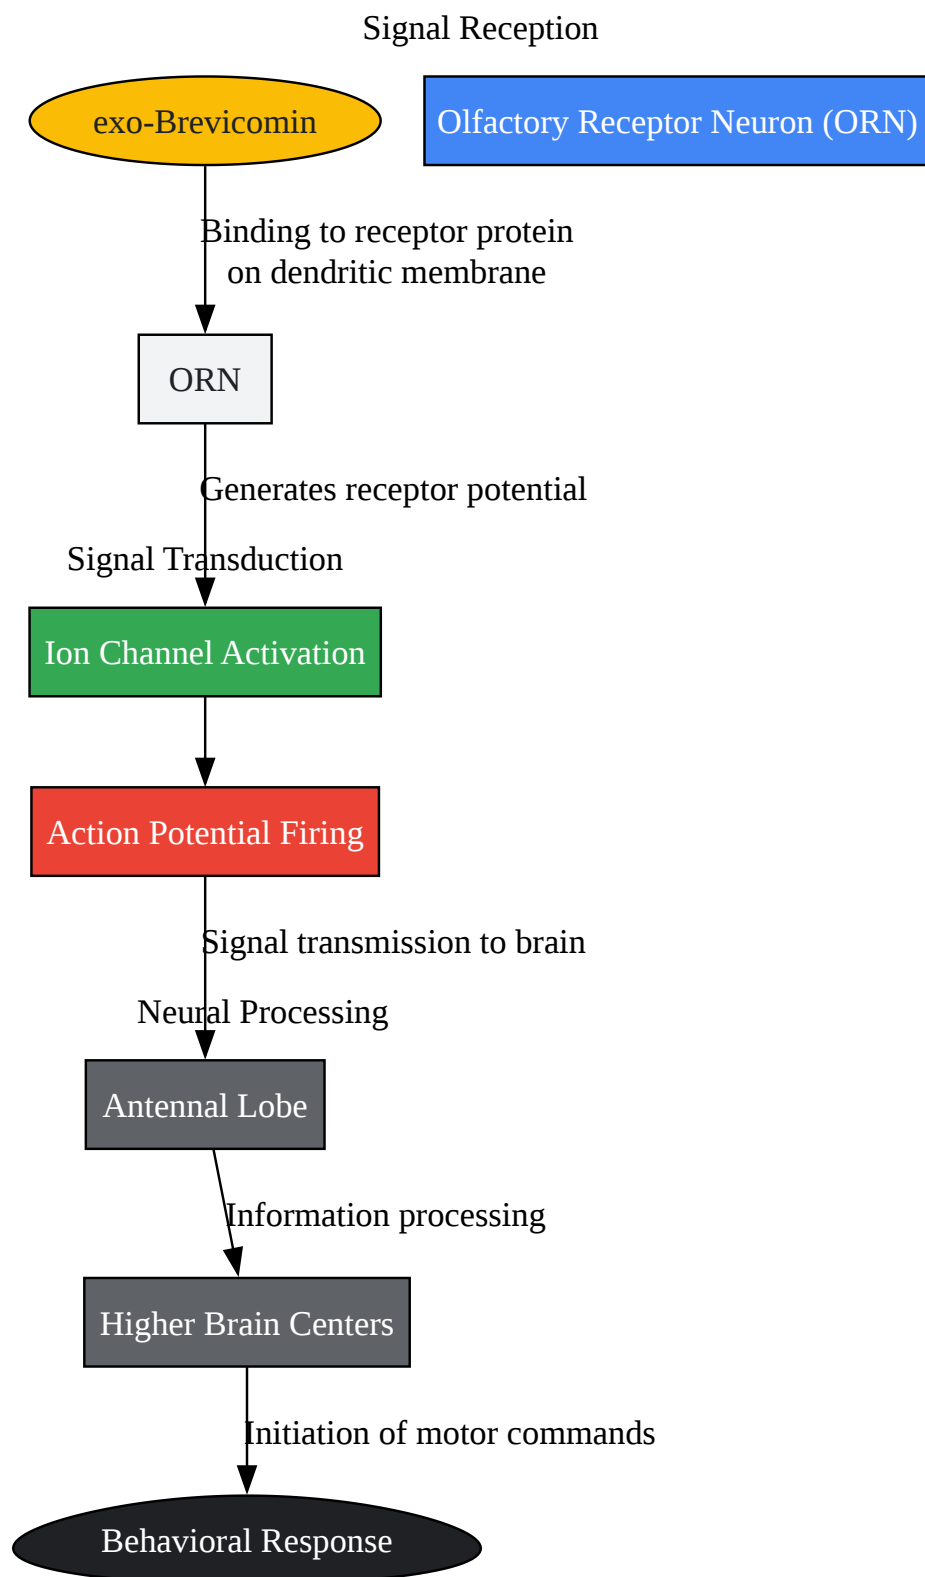 Signal Reception
exo-Brevicomin
Olfactory Receptor Neuron (ORN)
Binding to receptor protein
on dendritic membrane
ORN
Generates receptor potential
Signal Transduction
Ion Channel Activation
Action Potential Firing
Signal transmission to brain
Neural Processing
Antennal Lobe
Information processing
Higher Brain Centers
Initiation of motor commands
Behavioral Response